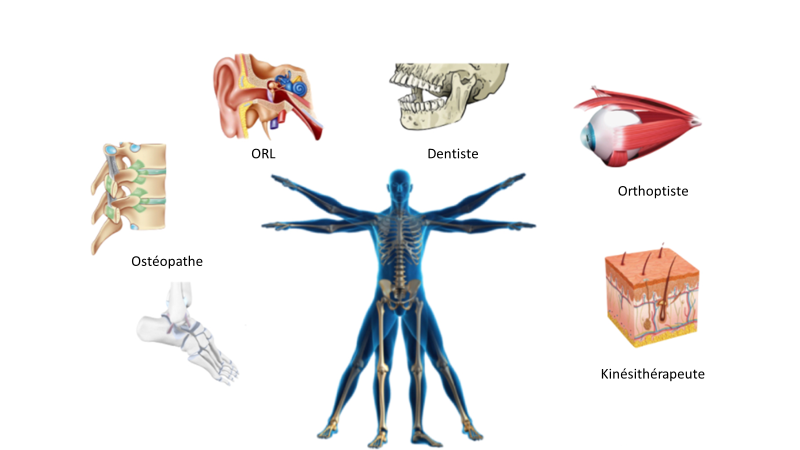 ORL
Dentiste
Orthoptiste
Ostéopathe
Kinésithérapeute